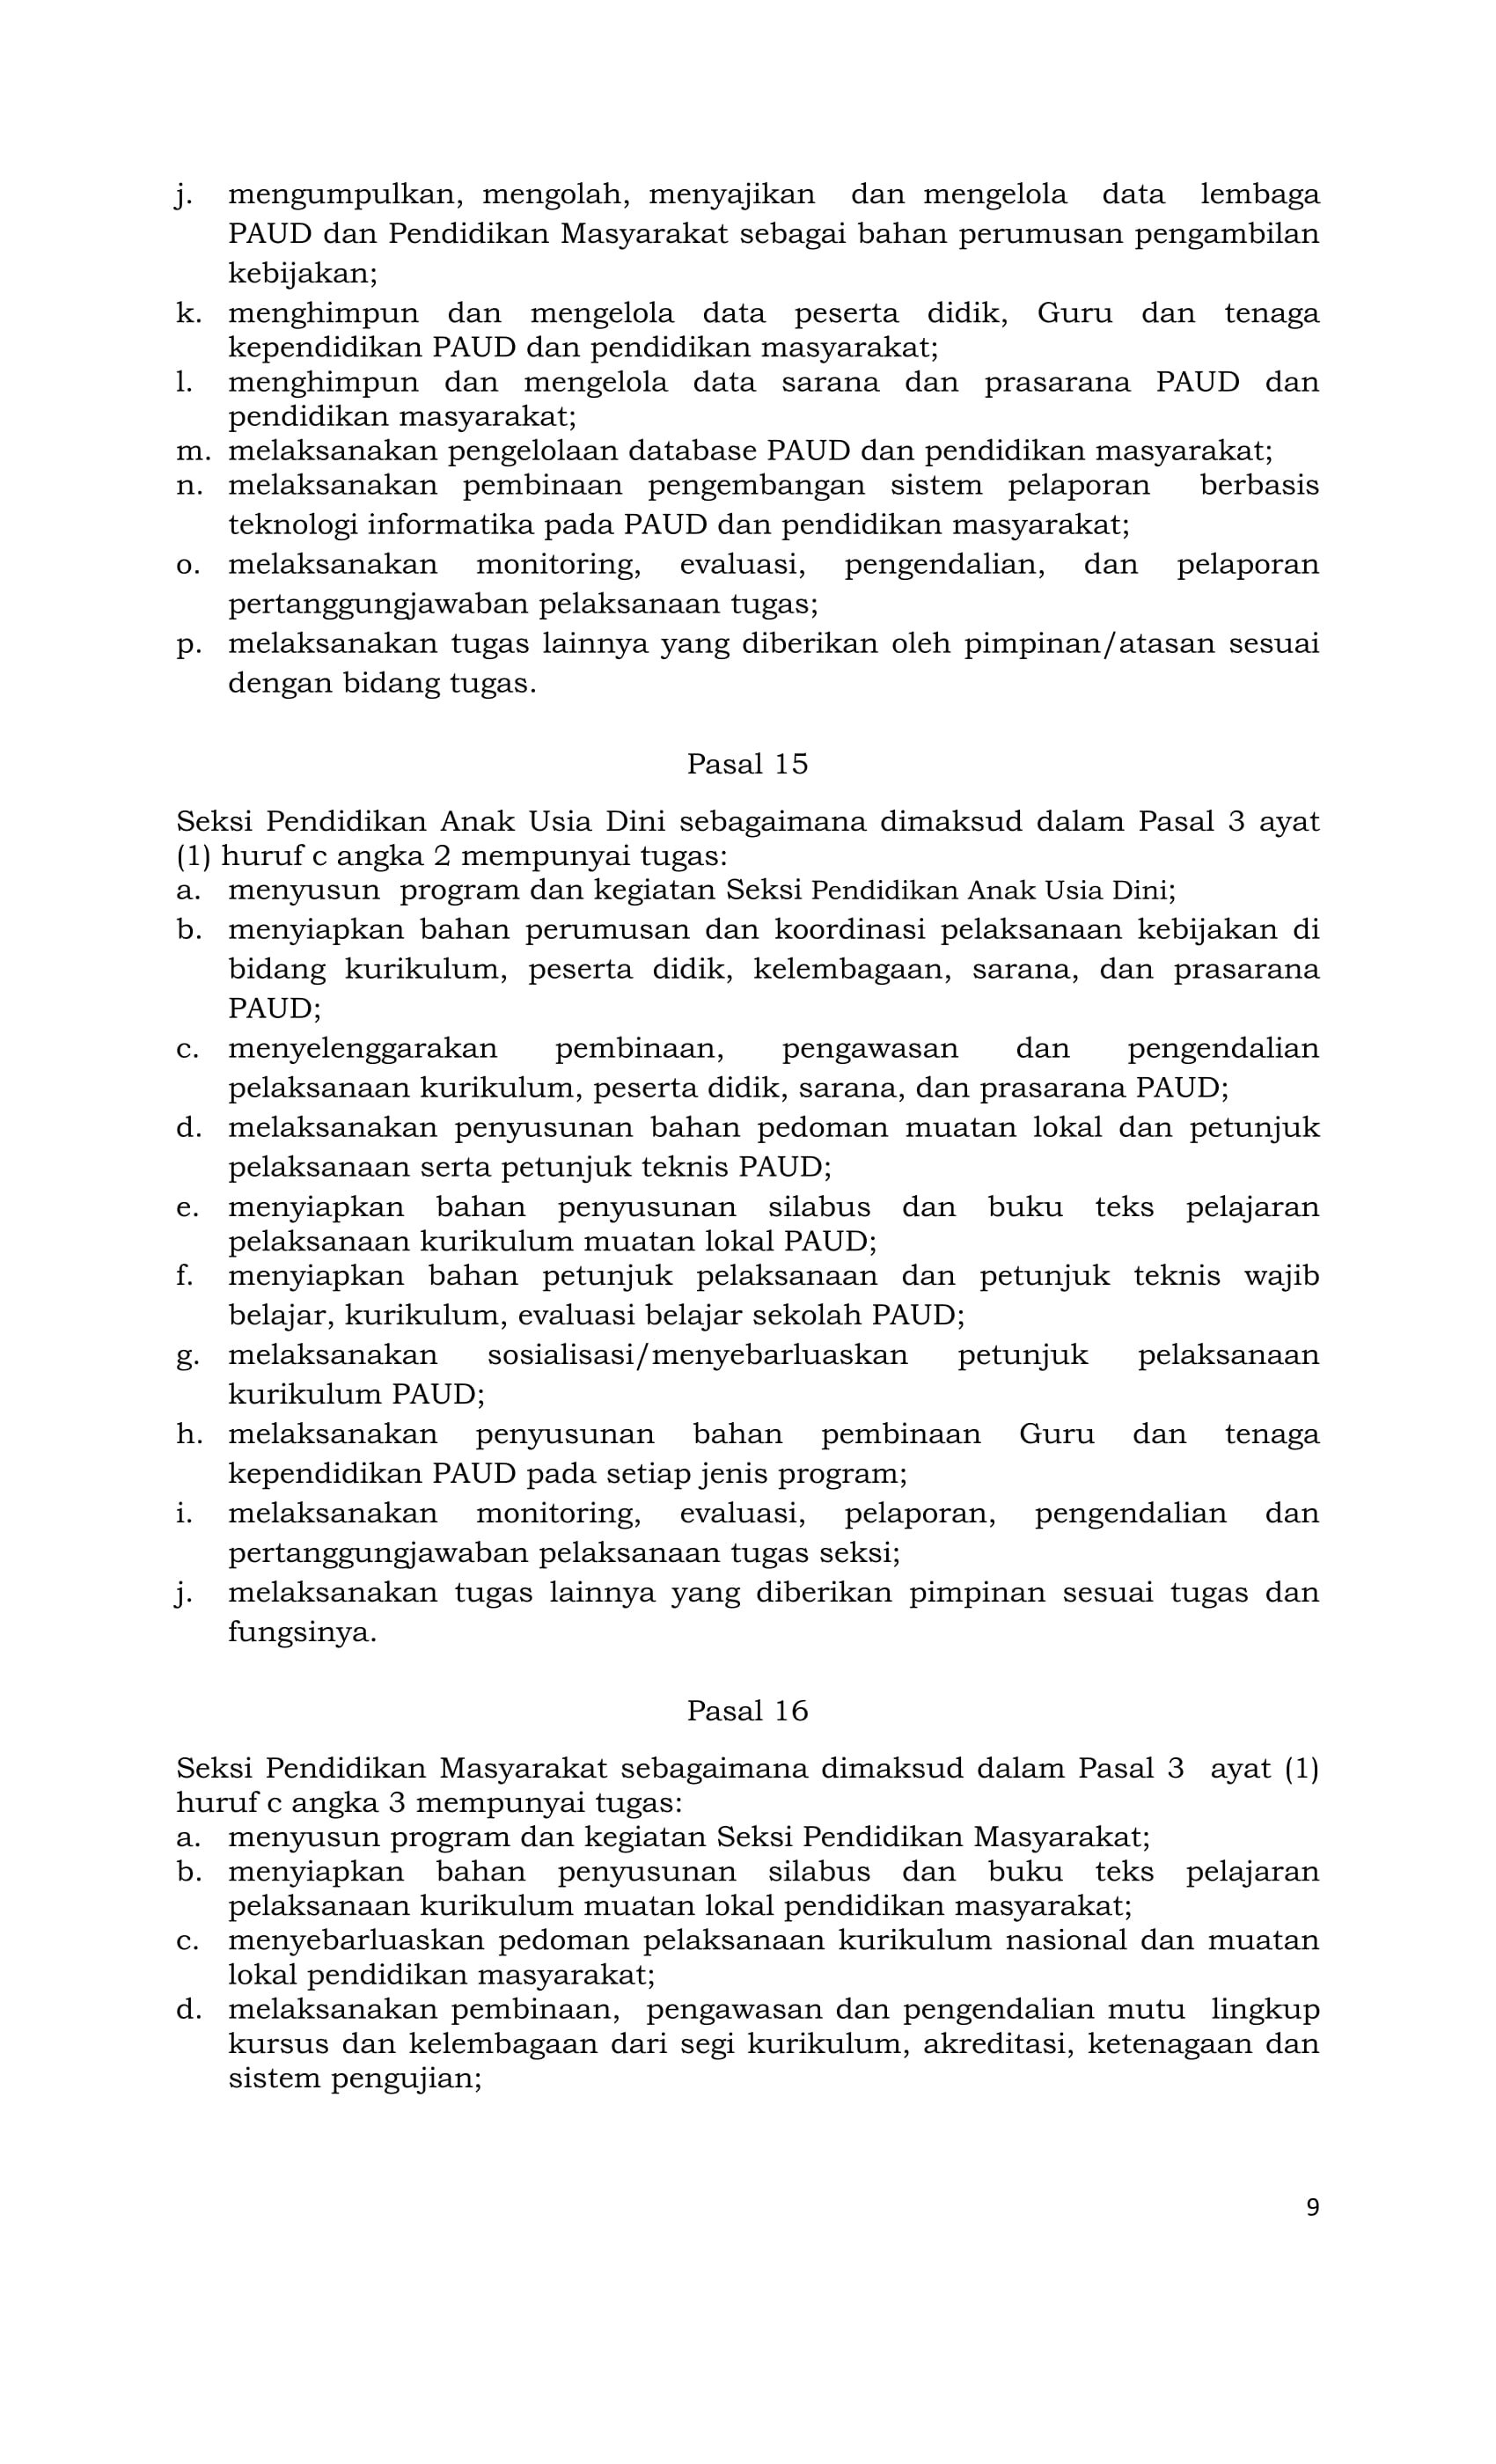 j. mengumpulkan, mengolah, menyajikan dan mengelola data lembaga
PAUD dan Pendidikan Masyarakat sebagai bahan perumusan pengambilan
kebijakan;
k. menghimpun dan mengelola data peserta didik, Guru dan tenaga
kependidikan PAUD dan pendidikan masyarakat;
l. menghimpun dan mengelola data sarana dan prasarana PAUD dan
pendidikan masyarakat;
m. melaksanakan pengelolaan database PAUD dan pendidikan masyarakat;
n. melaksanakan pembinaan pengembangan sistem pelaporan berbasis
teknologi informatika pada PAUD dan pendidikan masyarakat;
o. melaksanakan monitoring, evaluasi, pengendalian, dan pelaporan
pertanggungjawaban pelaksanaan tugas;
p. melaksanakan tugas lainnya yang diberikan oleh pimpinan/atasan sesuai
dengan bidang tugas.
Pasal 15
Seksi Pendidikan Anak Usia Dini sebagaimana dimaksud dalam Pasal 3 ayat
(1) huruf c angka 2 mempunyai tugas:
a. menyusun program dan kegiatan Seksi Pendidikan Anak Usia Dini;
b. menyiapkan bahan perumusan dan koordinasi pelaksanaan kebijakan di
bidang kurikulum, peserta didik, kelembagaan, sarana, dan prasarana
PAUD;
c. menyelenggarakan pembinaan, pengawasan dan pengendalian
pelaksanaan kurikulum, peserta didik, sarana, dan prasarana PAUD;
d. melaksanakan penyusunan bahan pedoman muatan lokal dan petunjuk
pelaksanaan serta petunjuk teknis PAUD;
e. menyiapkan bahan penyusunan silabus dan buku teks pelajaran
pelaksanaan kurikulum muatan lokal PAUD;
f. menyiapkan bahan petunjuk pelaksanaan dan petunjuk teknis wajib
belajar, kurikulum, evaluasi belajar sekolah PAUD;
g. melaksanakan sosialisasi/menyebarluaskan petunjuk pelaksanaan
kurikulum PAUD;
h. melaksanakan penyusunan bahan pembinaan Guru dan tenaga
kependidikan PAUD pada setiap jenis program;
i. melaksanakan monitoring, evaluasi, pelaporan, pengendalian dan
pertanggungjawaban pelaksanaan tugas seksi;
j. melaksanakan tugas lainnya yang diberikan pimpinan sesuai tugas dan
fungsinya.
Pasal 16
Seksi Pendidikan Masyarakat sebagaimana dimaksud dalam Pasal 3 ayat (1)
huruf c angka 3 mempunyai tugas:
a. menyusun program dan kegiatan Seksi Pendidikan Masyarakat;
b. menyiapkan bahan penyusunan silabus dan buku teks pelajaran
pelaksanaan kurikulum muatan lokal pendidikan masyarakat;
c. menyebarluaskan pedoman pelaksanaan kurikulum nasional dan muatan
lokal pendidikan masyarakat;
d. melaksanakan pembinaan, pengawasan dan pengendalian mutu lingkup
kursus dan kelembagaan dari segi kurikulum, akreditasi, ketenagaan dan
sistem pengujian;
9